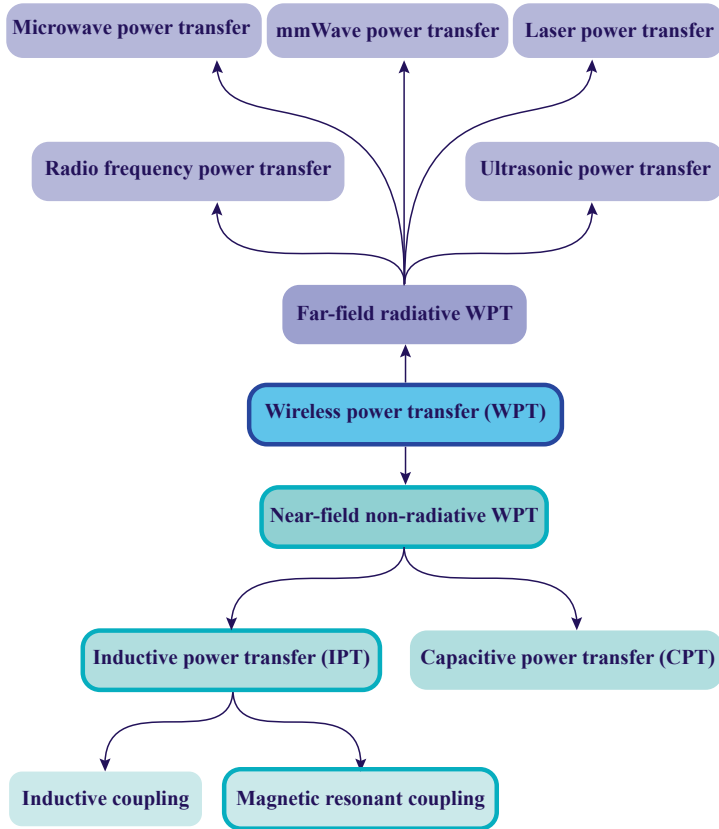 Microwave power transfer
mmWave power transfer
Laser power transfer
Radio frequency power transfer
Ultrasonic power transfer
Far-field radiative WPT
Wireless power transfer (WPT)
Near-field non-radiative WPT
Inductive power transfer (IPT)
Capacitive power transfer (CPT)
Inductive coupling
Magnetic resonant coupling